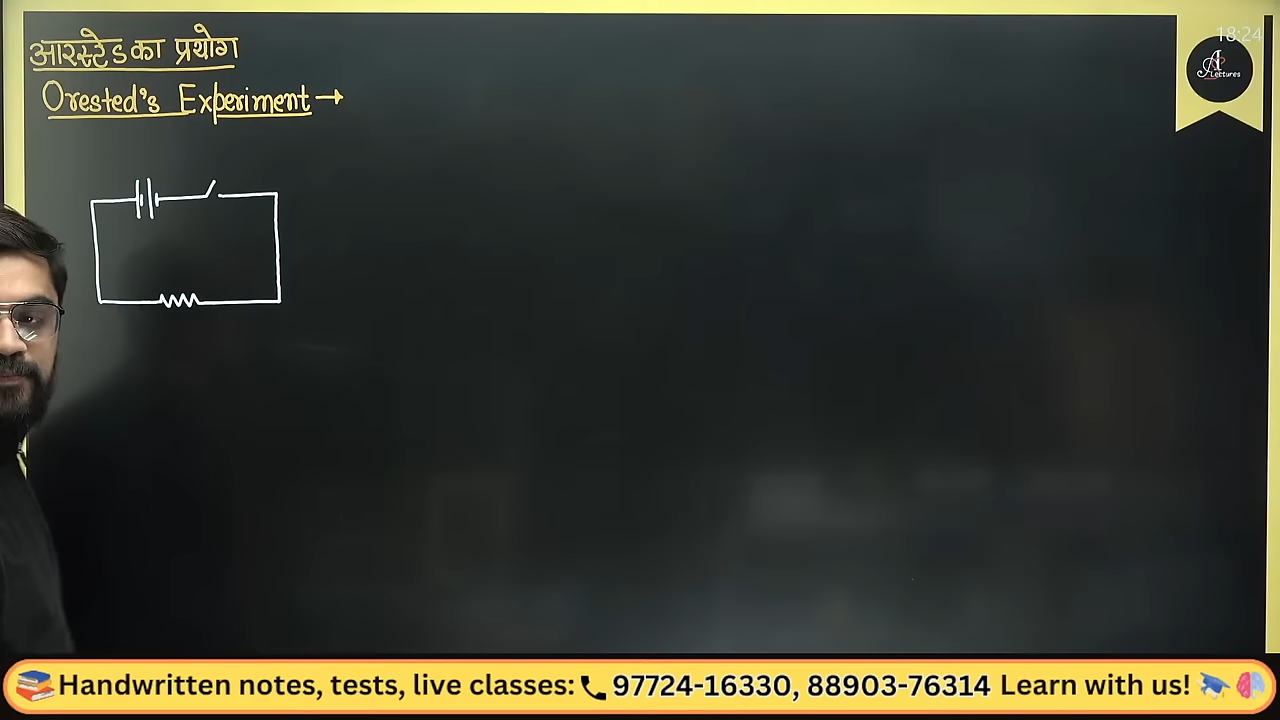 आरस्टेड का प्रयोग
Orested's Experiment →
18:24
A Lectures
Handwritten notes, tests, live classes: 97724-16330, 88903-76314 Learn with us!